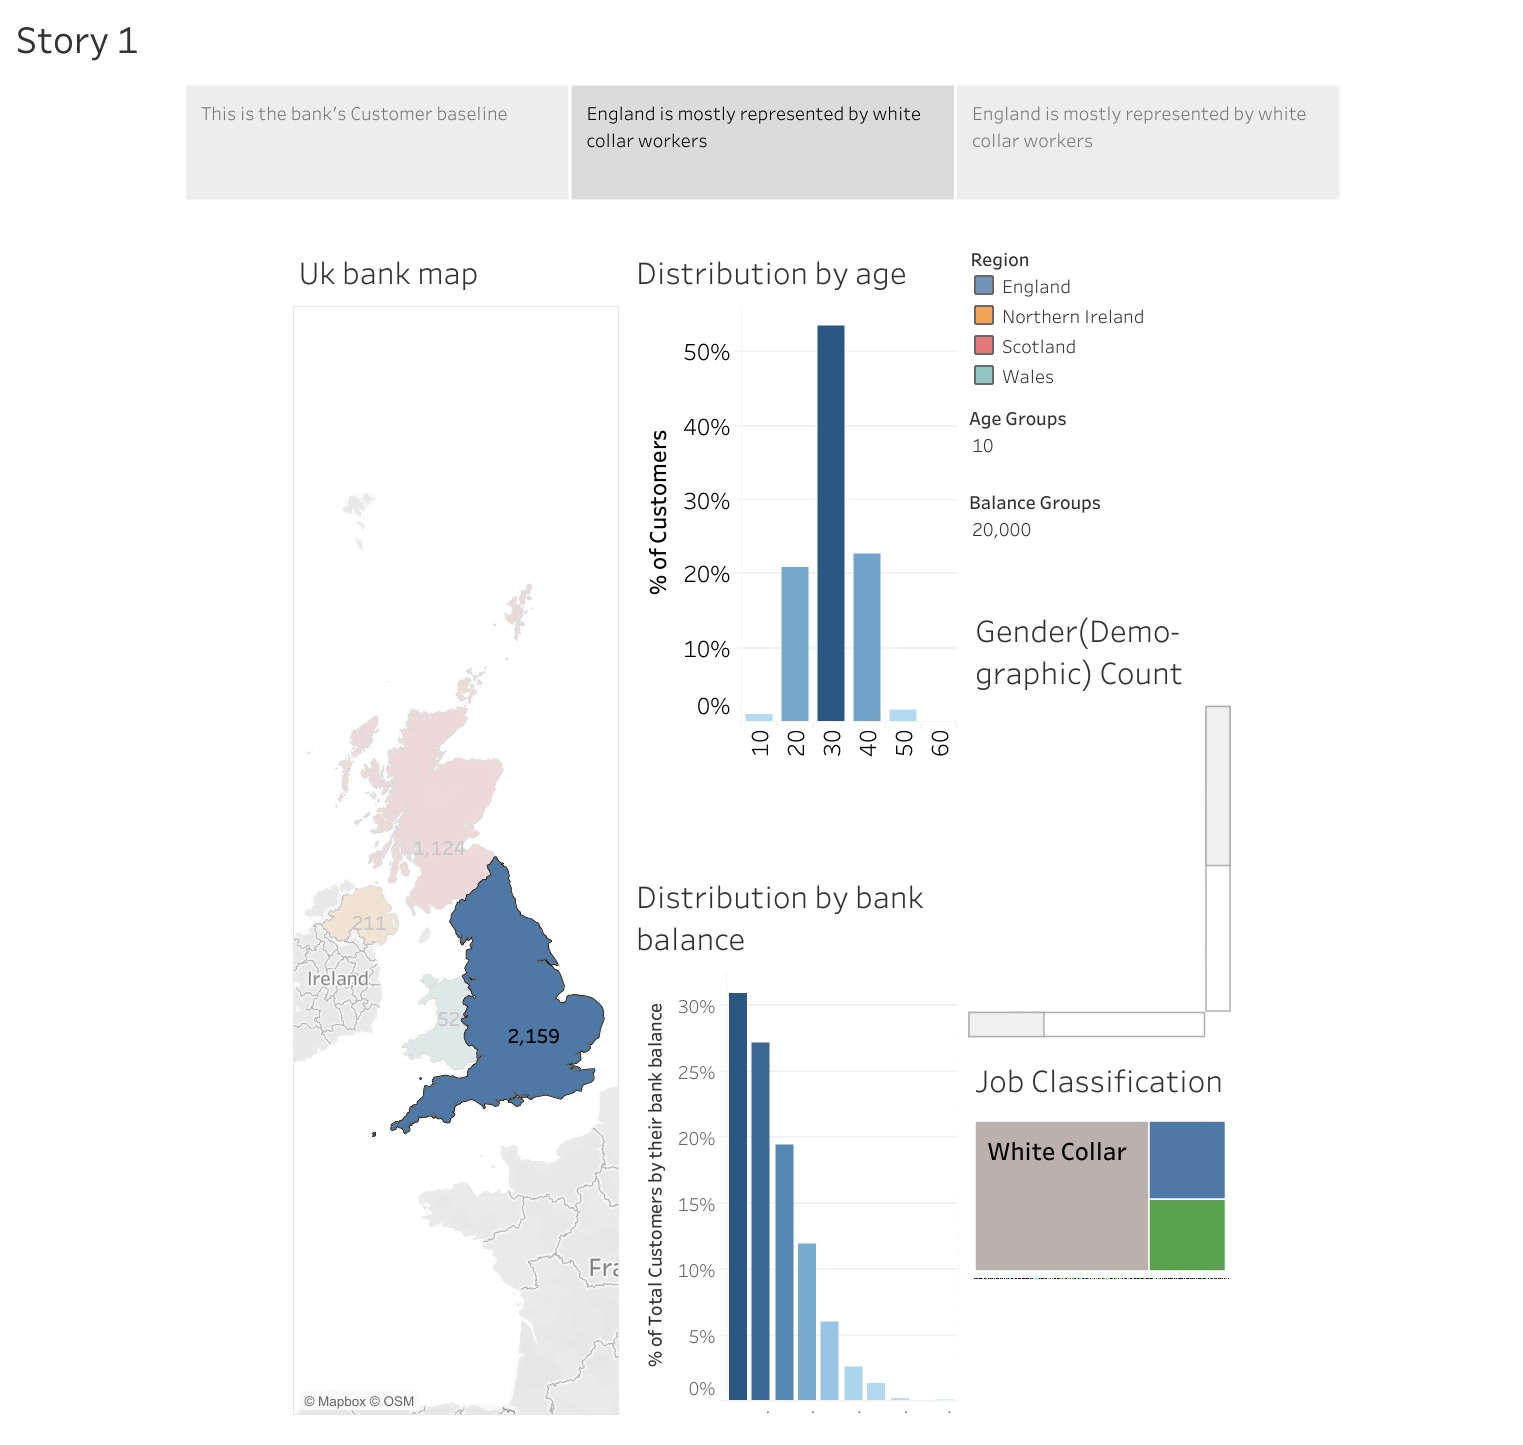 Story 1
This is the bank's Customer baseline
England is mostly represented by white
collar workers
England is mostly represented by white
collar workers
Uk bank map
1,124
211
Ireland
52
2,159
Fra
© Mapbox © OSM
Distribution by age
% of Customers
50%
40%
30%
20%
10%
0%
10
20
30
40
50
60
Distribution by bank
balance
% of Total Customers by their bank balance
30%
25%
20%
15%
10%
5%
0%
Region
England
Northern Ireland
Scotland
Wales
Age Groups
10
Balance Groups
20,000
Gender(Demo-
graphic) Count
Job Classification
White Collar